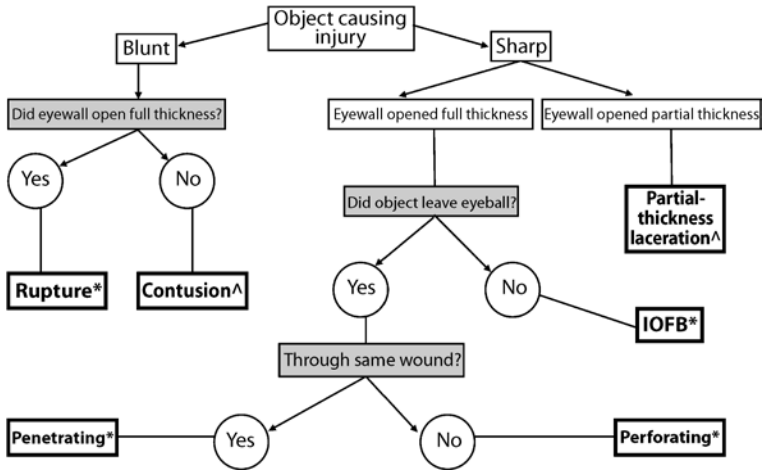 Object causing
injury
Blunt
Sharp
Did eyewall open full thickness?
Eyewall opened full thickness
Eyewall opened partial thickness
Yes
No
Did object leave eyeball?
Partial-
thickness
laceration^
Rupture*
Contusion^
Yes
No
IOFB*
Through same wound?
Penetrating*
Yes
No
Perforating*